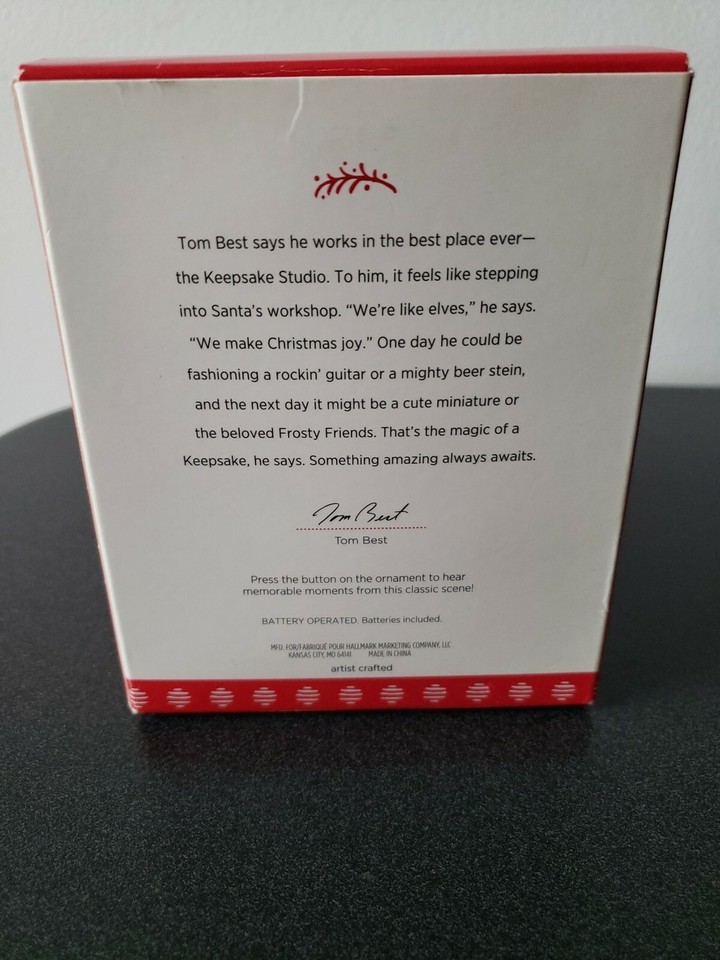 Tom Best says he works in the best place ever—
the Keepsake Studio. To him, it feels like stepping
into Santa's workshop. “We're like elves,” he says.
“We make Christmas joy.” One day he could be
fashioning a rockin' guitar or a mighty beer stein,
and the next day it might be a cute miniature or
the beloved Frosty Friends. That's the magic of a
Keepsake, he says. Something amazing always awaits.
Tom Best
Tom Best
Press the button on the ornament to hear
memorable moments from this classic scene!
BATTERY OPERATED. Batteries included.
MFD. FOR/FABRIQUÉ POUR HALLMARK MARKETING COMPANY, LLC
KANSAS CITY, MO 64141 MADE IN CHINA
artist crafted